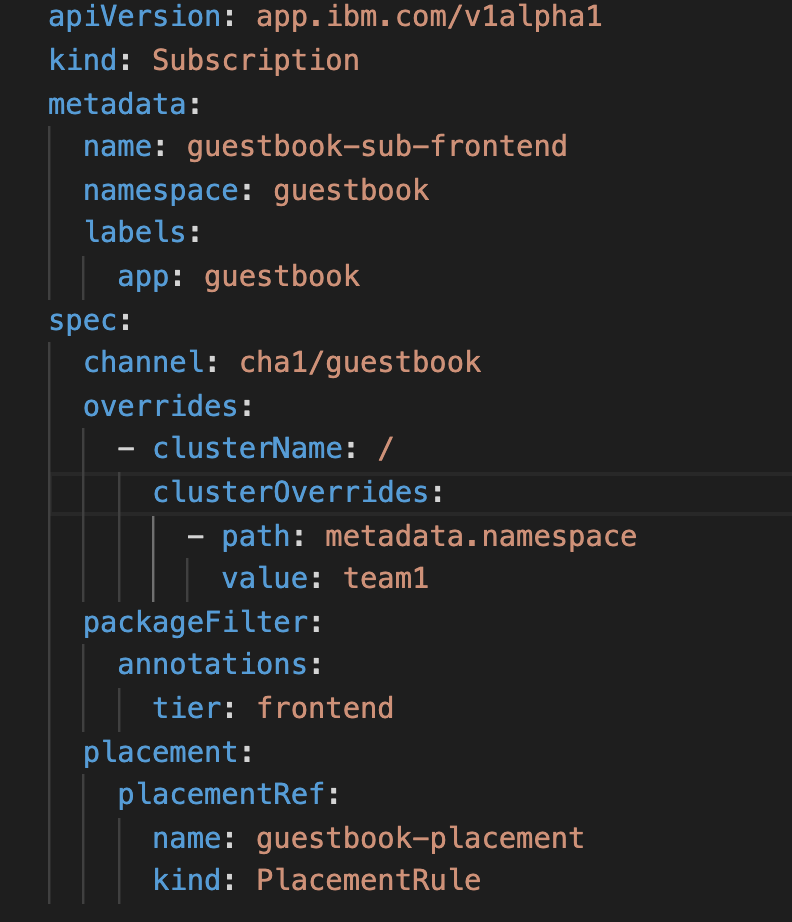 apiVersion: app.ibm.com/v1alpha1
kind: Subscription
metadata:
  name: guestbook-sub-frontend
  namespace: guestbook
  labels:
    app: guestbook
spec:
  channel: cha1/guestbook
  overrides:
    - clusterName: /
      clusterOverrides:
        - path: metadata.namespace
          value: team1
  packageFilter:
    annotations:
      tier: frontend
  placement:
    placementRef:
      name: guestbook-placement
      kind: PlacementRule